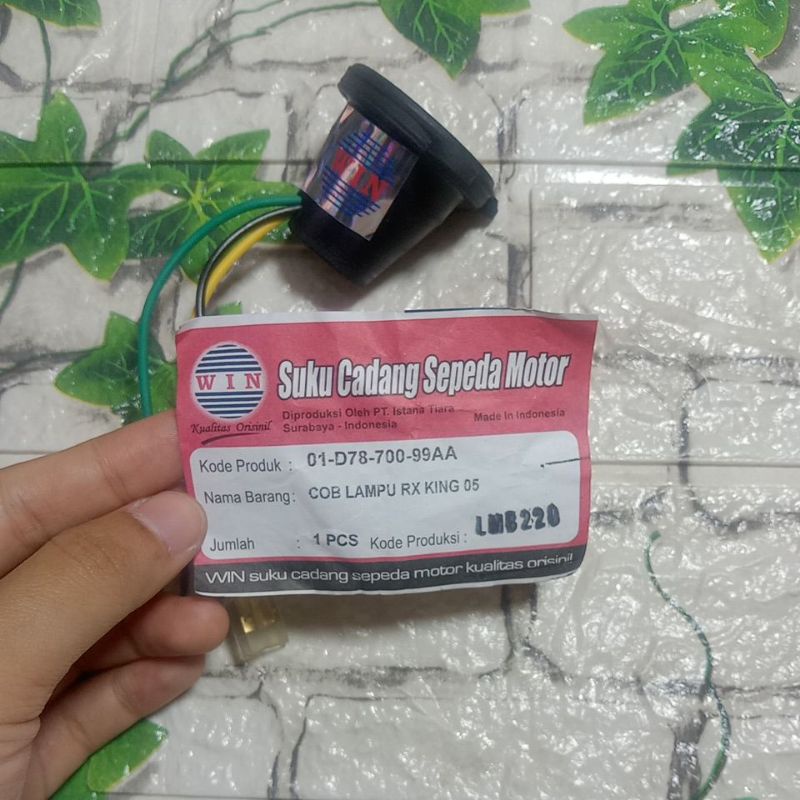 WIN
WIN
Kualitas Orisinil
Suku Cadang Sepeda Motor
Diproduksi Oleh PT. Istana Tiara
Surabaya - Indonesia
Made In Indonesia
Kode Produk : 01-D78-700-99AA
Nama Barang : COB LAMPU RX KING 05
Jumlah : 1 PCS Kode Produksi : LMB220
WIN suku cadang sepeda motor kualitas orisinil